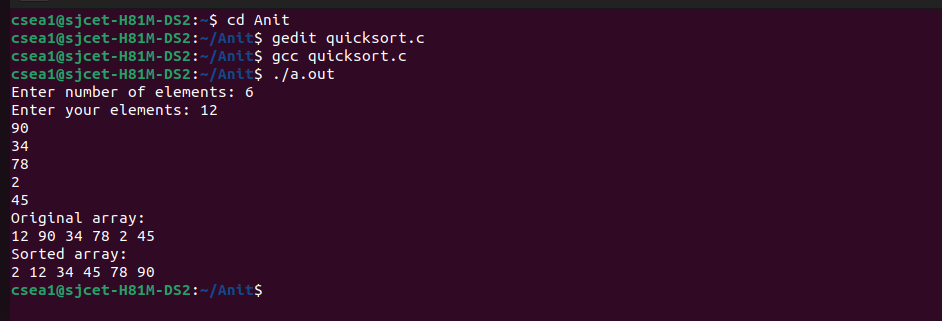 csea1@sjcet-H81M-DS2:~$ cd Anit
csea1@sjcet-H81M-DS2:~/Anit$ gedit quicksort.c
csea1@sjcet-H81M-DS2:~/Anit$ gcc quicksort.c
csea1@sjcet-H81M-DS2:~/Anit$ ./a.out
Enter number of elements: 6
Enter your elements: 12
90
34
78
2
45
Original array:
12 90 34 78 2 45
Sorted array:
2 12 34 45 78 90
csea1@sjcet-H81M-DS2:~/Anit$